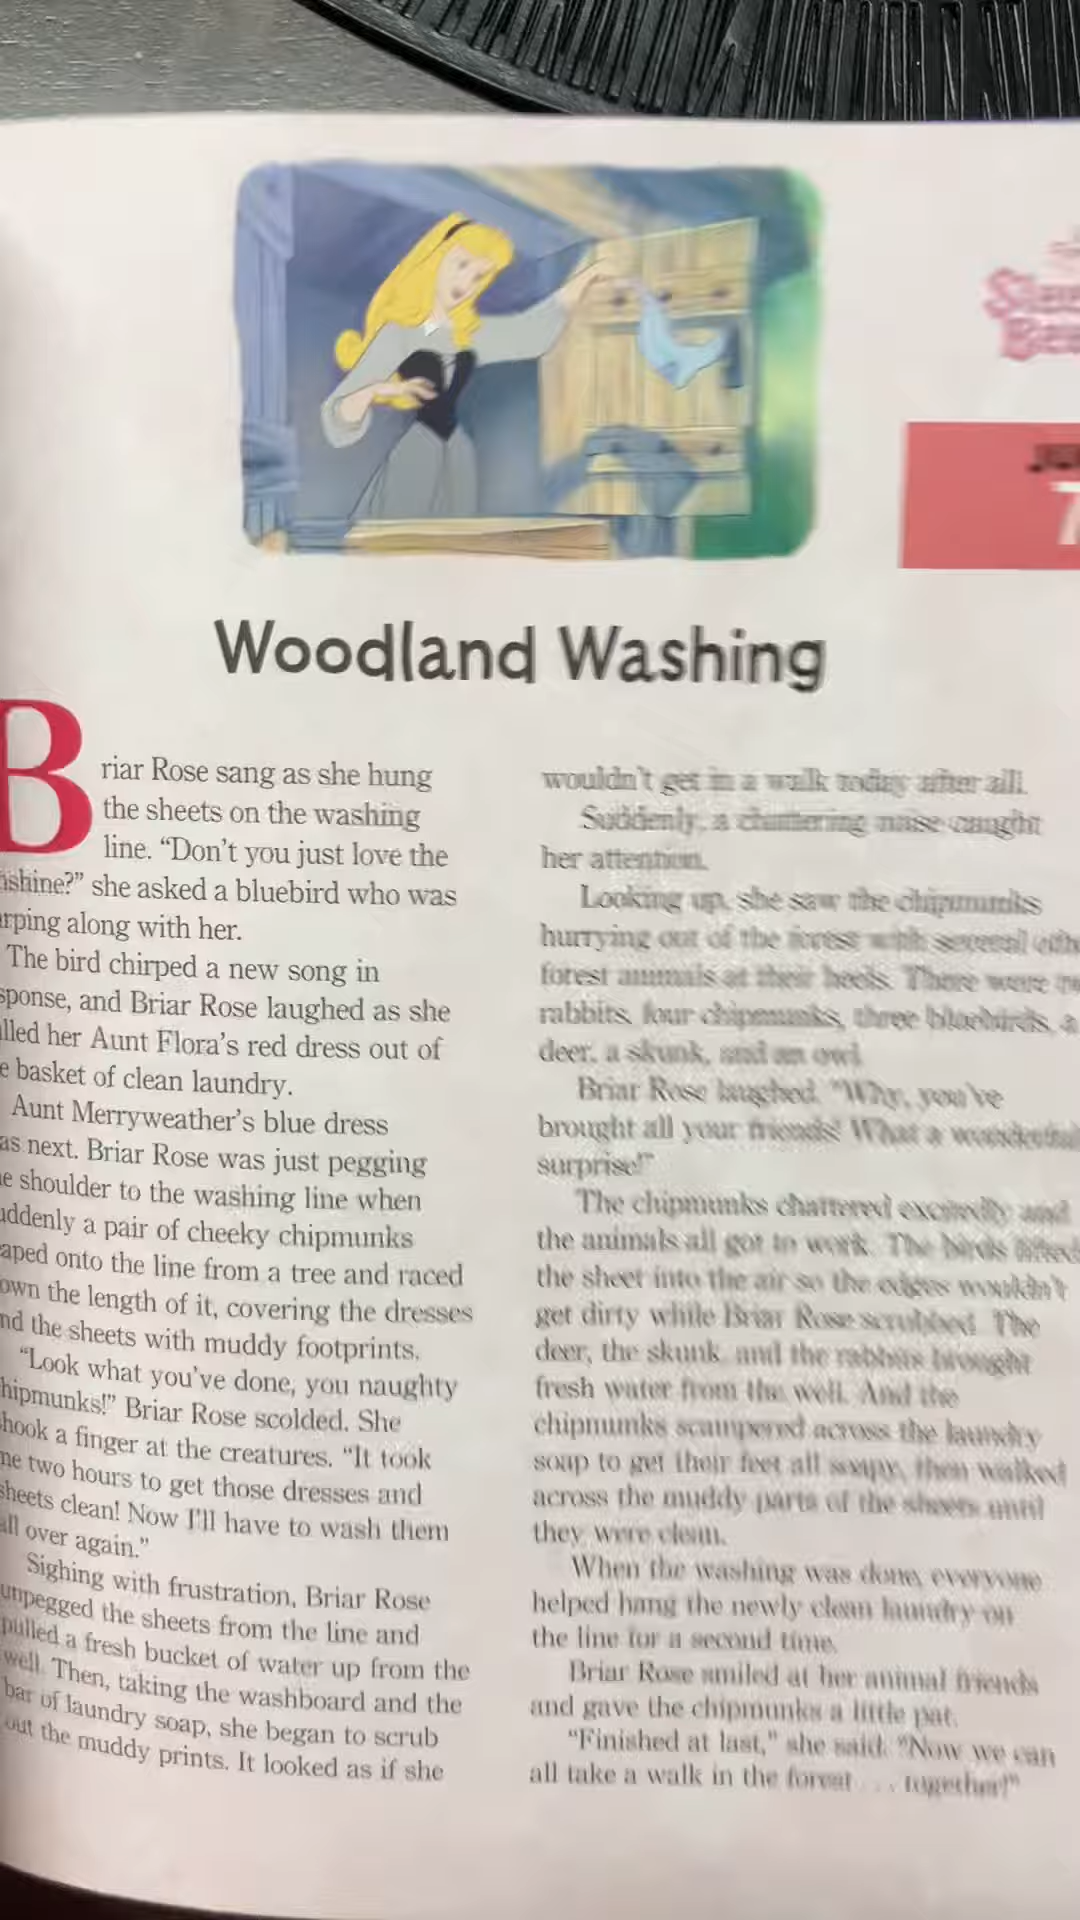 Woodland Washing
B
riar Rose sang as she hung
the sheets on the washing
line. “Don’t you just love the
nshine?” she asked a bluebird who was
rping along with her.
The bird chirped a new song in
sponse, and Briar Rose laughed as she
lled her Aunt Flora’s red dress out of
e basket of clean laundry.
Aunt Merryweather’s blue dress
as next. Briar Rose was just pegging
e shoulder to the washing line when
uddenly a pair of cheeky chipmunks
aped onto the line from a tree and raced
own the length of it, covering the dresses
nd the sheets with muddy footprints.
“Look what you’ve done, you naughty
hipmunks!” Briar Rose scolded. She
hook a finger at the creatures. “It took
me two hours to get those dresses and
sheets clean! Now I’ll have to wash them
all over again.”
Sighing with frustration, Briar Rose
unpegged the sheets from the line and
pulled a fresh bucket of water up from the
well. Then, taking the washboard and the
bar of laundry soap, she began to scrub
out the muddy prints. It looked as if she
wouldn’t get in a walk today after all.
Suddenly, a chattering noise caught
her attention.
Looking up, she saw the chipmunks
hurrying out of the forest with several oth
forest animals at their heels. There were
rabbits, four chipmunks, three bluebirds, a
deer, a skunk, and an owl.
Briar Rose laughed. “Why, you’ve
brought all your friends! What a wonderful
surprise!”
The chipmunks chattered excitedly and
the animals all got to work. The birds lifted
the sheet into the air so the edges wouldn’t
get dirty while Briar Rose scrubbed. The
deer, the skunk, and the rabbits brought
fresh water from the well. And the
chipmunks scampered across the laundry
soap to get their feet all soapy, then walked
across the muddy parts of the sheets until
they were clean.
When the washing was done, everyone
helped hang the newly clean laundry on
the line for a second time.
Briar Rose smiled at her animal friends
and gave the chipmunks a little pat.
“Finished at last,” she said. “Now we can
all take a walk in the forest . . . together!”
7